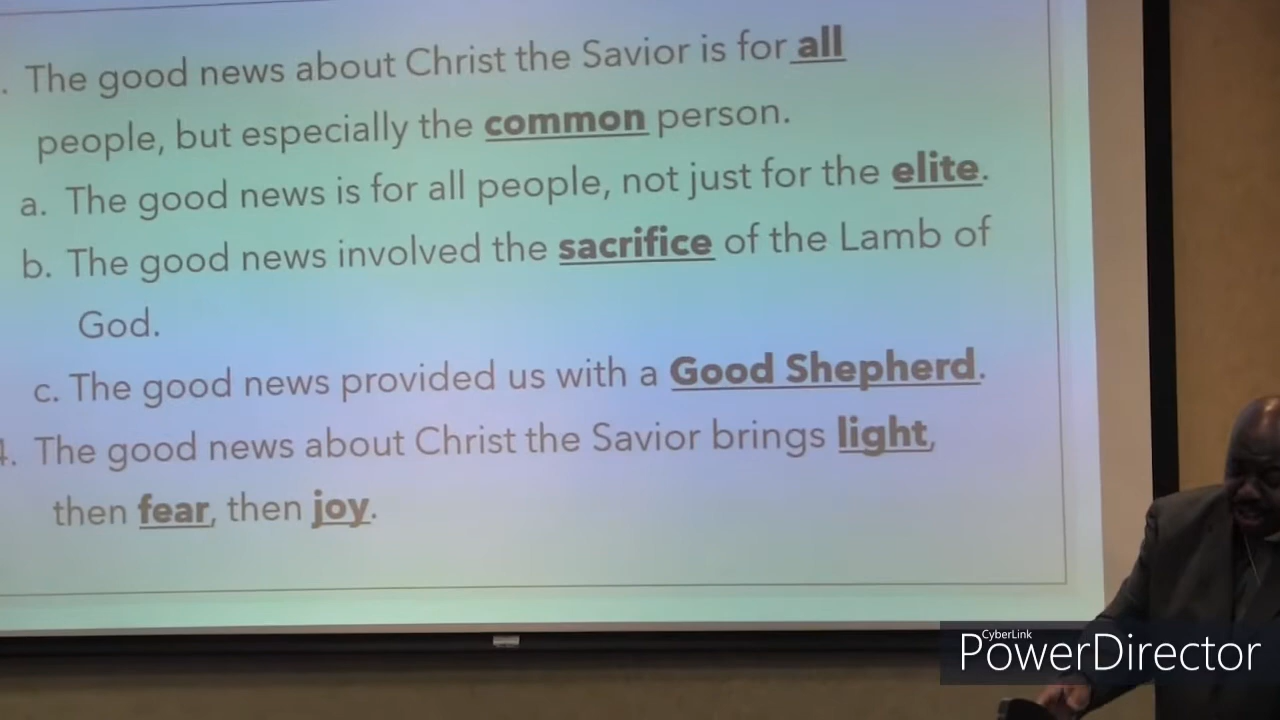 . The good news about Christ the Savior is for all
people, but especially the common person.
a. The good news is for all people, not just for the elite.
b. The good news involved the sacrifice of the Lamb of
God.
c. The good news provided us with a Good Shepherd.
4. The good news about Christ the Savior brings light,
then fear, then joy.
CyberLink
PowerDirector